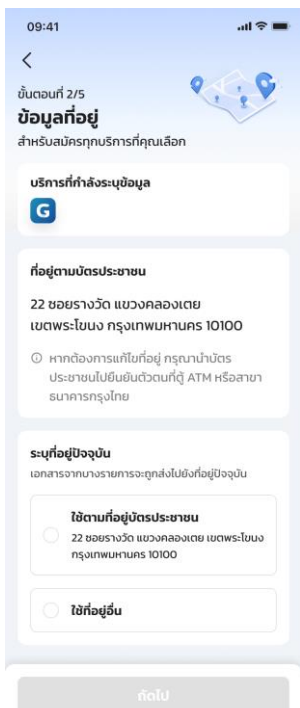 09:41
ขั้นตอนที่ 2/5
ข้อมูลที่อยู่
สำหรับสมัครทุกบริการที่คุณเลือก
บริการที่กำลังระบุข้อมูล
G
ที่อยู่ตามบัตรประชาชน
22 ซอยรางวัด แขวงคลองเตย
เขตพระโขนง กรุงเทพมหานคร 10100
หากต้องการแก้ไขที่อยู่ กรุณานำบัตร
ประชาชนไปยืนยันตัวตนที่ตู้ ATM หรือสาขา
ธนาคารกรุงไทย
ระบุที่อยู่ปัจจุบัน
เอกสารจากบางรายการจะถูกส่งไปยังที่อยู่ปัจจุบัน
ใช้ตามที่อยู่บัตรประชาชน
22 ซอยรางวัด แขวงคลองเตย เขตพระโขนง
กรุงเทพมหานคร 10100
ใช้ที่อยู่อื่น
ถัดไป